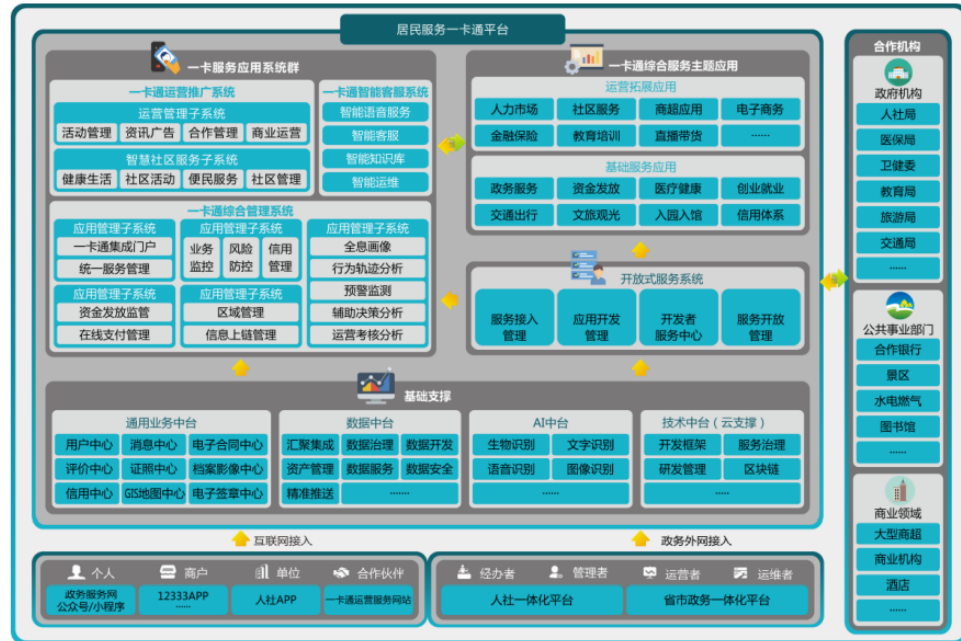 居民服务一卡通平台
一卡服务应用系统群
一卡通运营推广系统
运营管理子系统
活动管理 资讯广告 合作管理 商业运营
智慧社区服务子系统
健康生活 社区活动 便民服务 社区管理
一卡通智能客服系统
智能语音服务
智能客服
智能知识库
智能运维
一卡通综合管理系统
应用管理子系统
一卡通集成门户
统一服务管理
应用管理子系统
业务监控 风险防控 信用管理
应用管理子系统
全息画像
行为轨迹分析
预警监测
辅助决策分析
运营考核分析
应用管理子系统
资金发放监管
在线支付管理
应用管理子系统
区域管理
信息上链管理
一卡通综合服务主题应用
运营拓展应用
人力市场 社区服务 商超应用 电子商务
金融保险 教育培训 直播带货 ······
基础服务应用
政务服务 资金发放 医疗健康 创业就业
交通出行 文旅观光 入园入馆 信用体系
开放式服务系统
服务接入管理 应用开发管理 开发者服务中心 服务开放管理
基础支撑
通用业务中台
用户中心 消息中心 电子合同中心
评价中心 证照中心 档案影像中心
信用中心 GIS地图中心 电子签章中心
数据中台
汇聚集成 数据治理 数据开发
资产管理 数据服务 数据安全
精准推送 ······
AI中台
生物识别 文字识别
语音识别 图像识别
······
技术中台（云支撑）
开发框架 服务治理
研发管理 区块链
······
互联网接入
政务外网接入
个人 商户 单位 合作伙伴
政务服务网
公众号/小程序
12333APP
······
人社APP
一卡通运营服务网站
经办者 管理者 运营者 运维者
人社一体化平台 省市政务一体化平台
合作机构
政府机构
人社局
医保局
卫健委
教育局
旅游局
交通局
······
公共事业部门
合作银行
景区
水电燃气
图书馆
······
商业领域
大型商超
商业机构
酒店
······